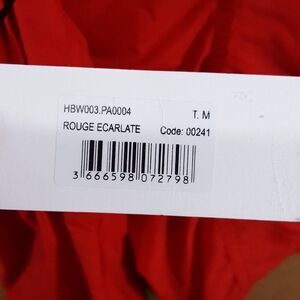 HBW003.PA0004 T. M
ROUGE ECARLATE Code: 00241
3 666598 072798